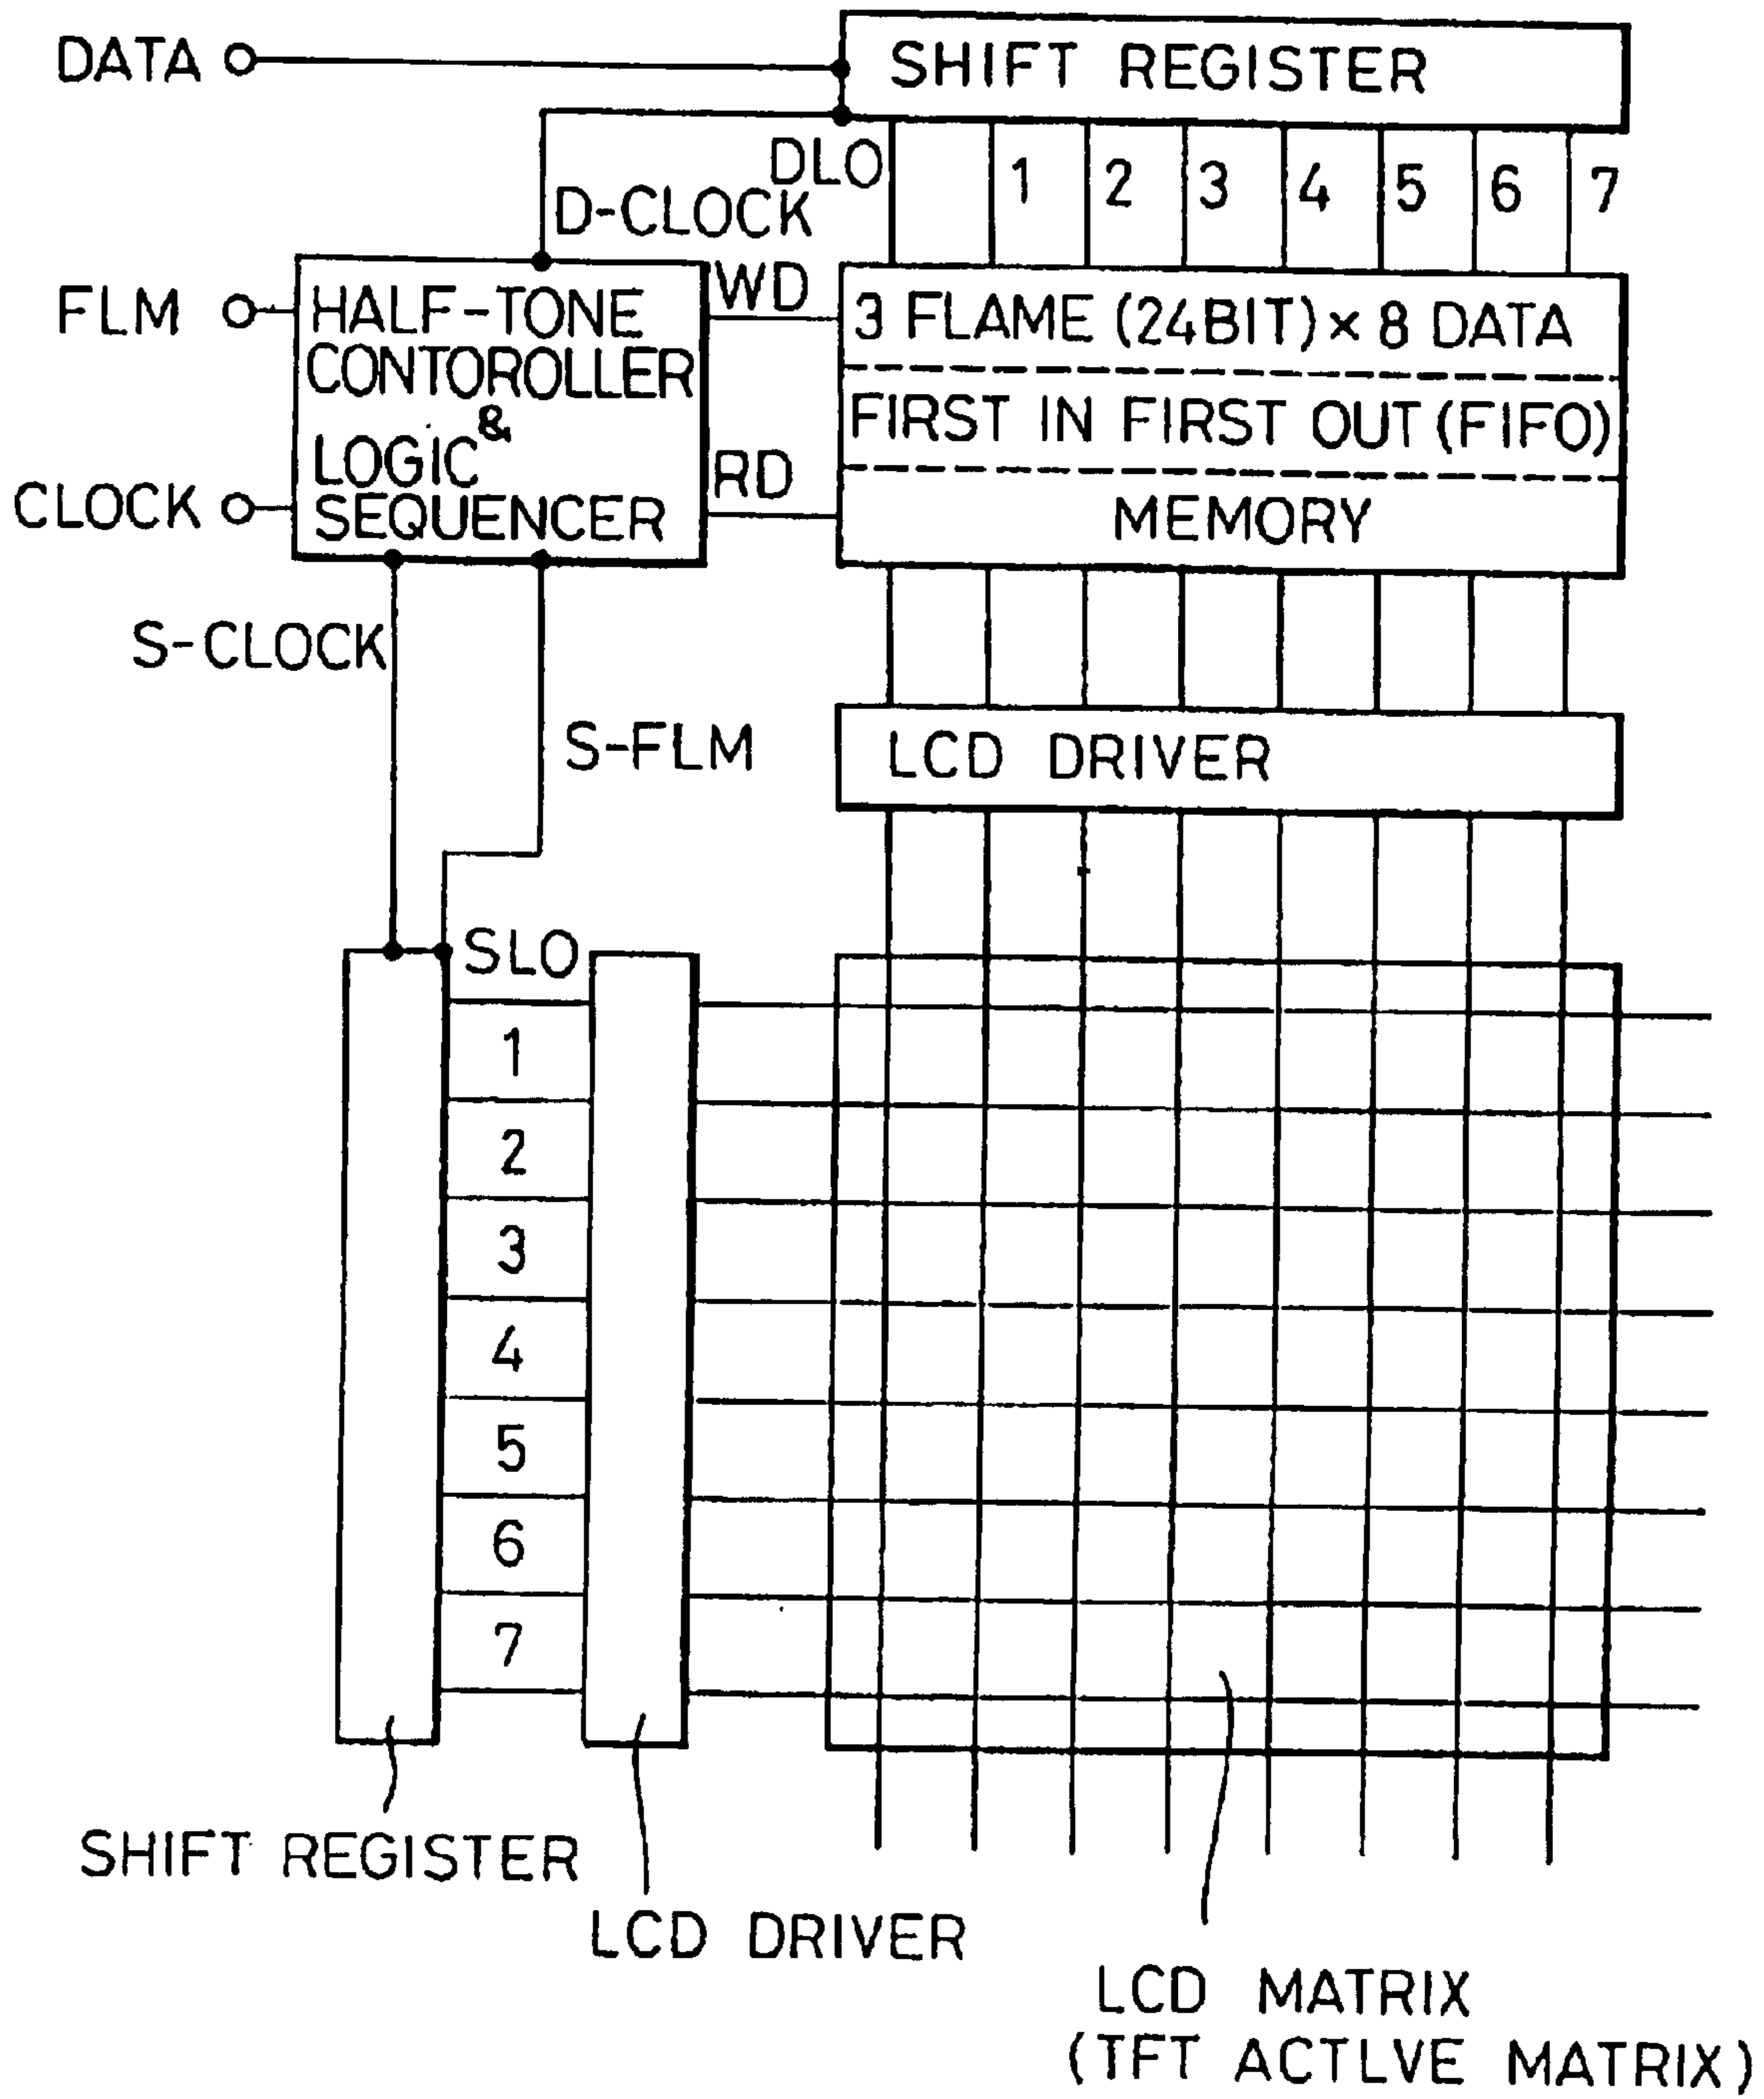 DATA
SHIFT REGISTER
DLO 1 2 3 4 5 6 7
D-CLOCK
FLM
HALF-TONE
CONTOROLLER
&
LOGIC
SEQUENCER
CLOCK
WD
RD
3 FLAME (24BIT) × 8 DATA
FIRST IN FIRST OUT (FIFO)
MEMORY
S-CLOCK
S-FLM
LCD DRIVER
SLO
1
2
3
4
5
6
7
SHIFT REGISTER
LCD DRIVER
LCD MATRIX
(TFT ACTLVE MATRIX)